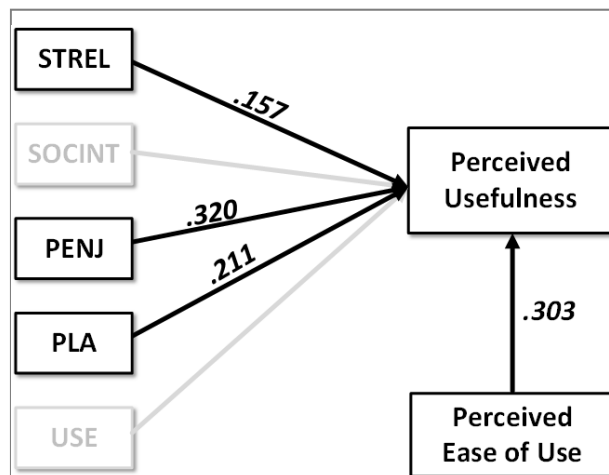 STREL
.157
SOCINT
Perceived
Usefulness
.320
PENJ
.211
.303
PLA
USE
Perceived
Ease of Use